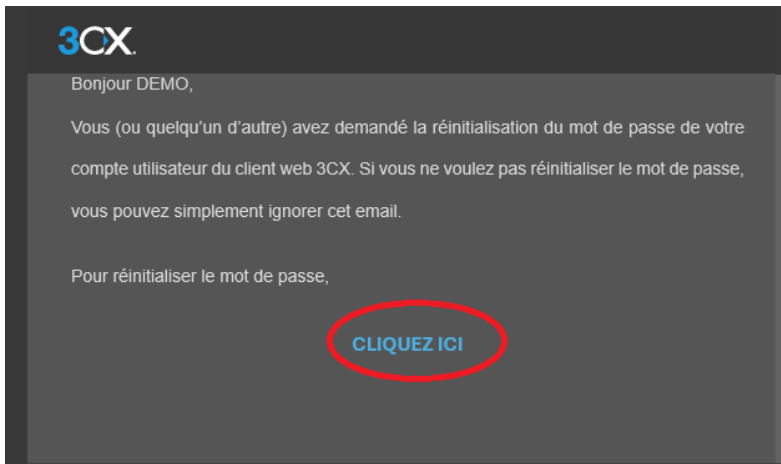 3CX.
Bonjour DEMO,
Vous (ou quelqu'un d'autre) avez demandé la réinitialisation du mot de passe de votre
compte utilisateur du client web 3CX. Si vous ne voulez pas réinitialiser le mot de passe,
vous pouvez simplement ignorer cet email.
Pour réinitialiser le mot de passe,
CLIQUEZ ICI